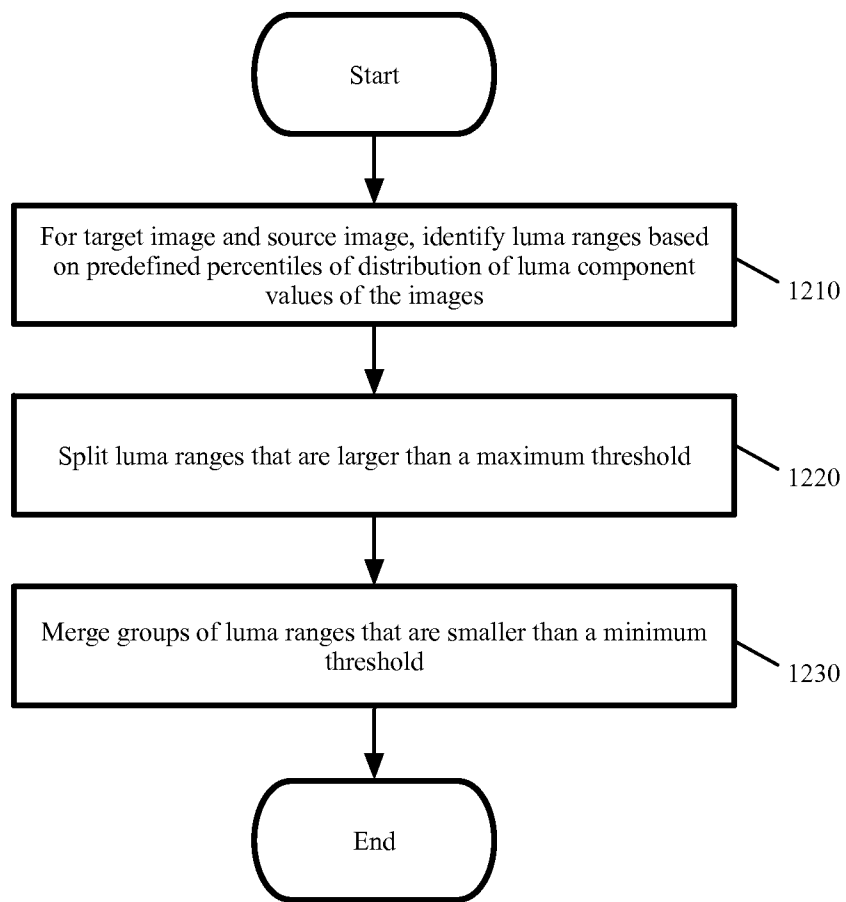 Start
For target image and source image, identify luma ranges based
on predefined percentiles of distribution of luma component
values of the images
1210
Split luma ranges that are larger than a maximum threshold
1220
Merge groups of luma ranges that are smaller than a minimum
threshold
1230
End